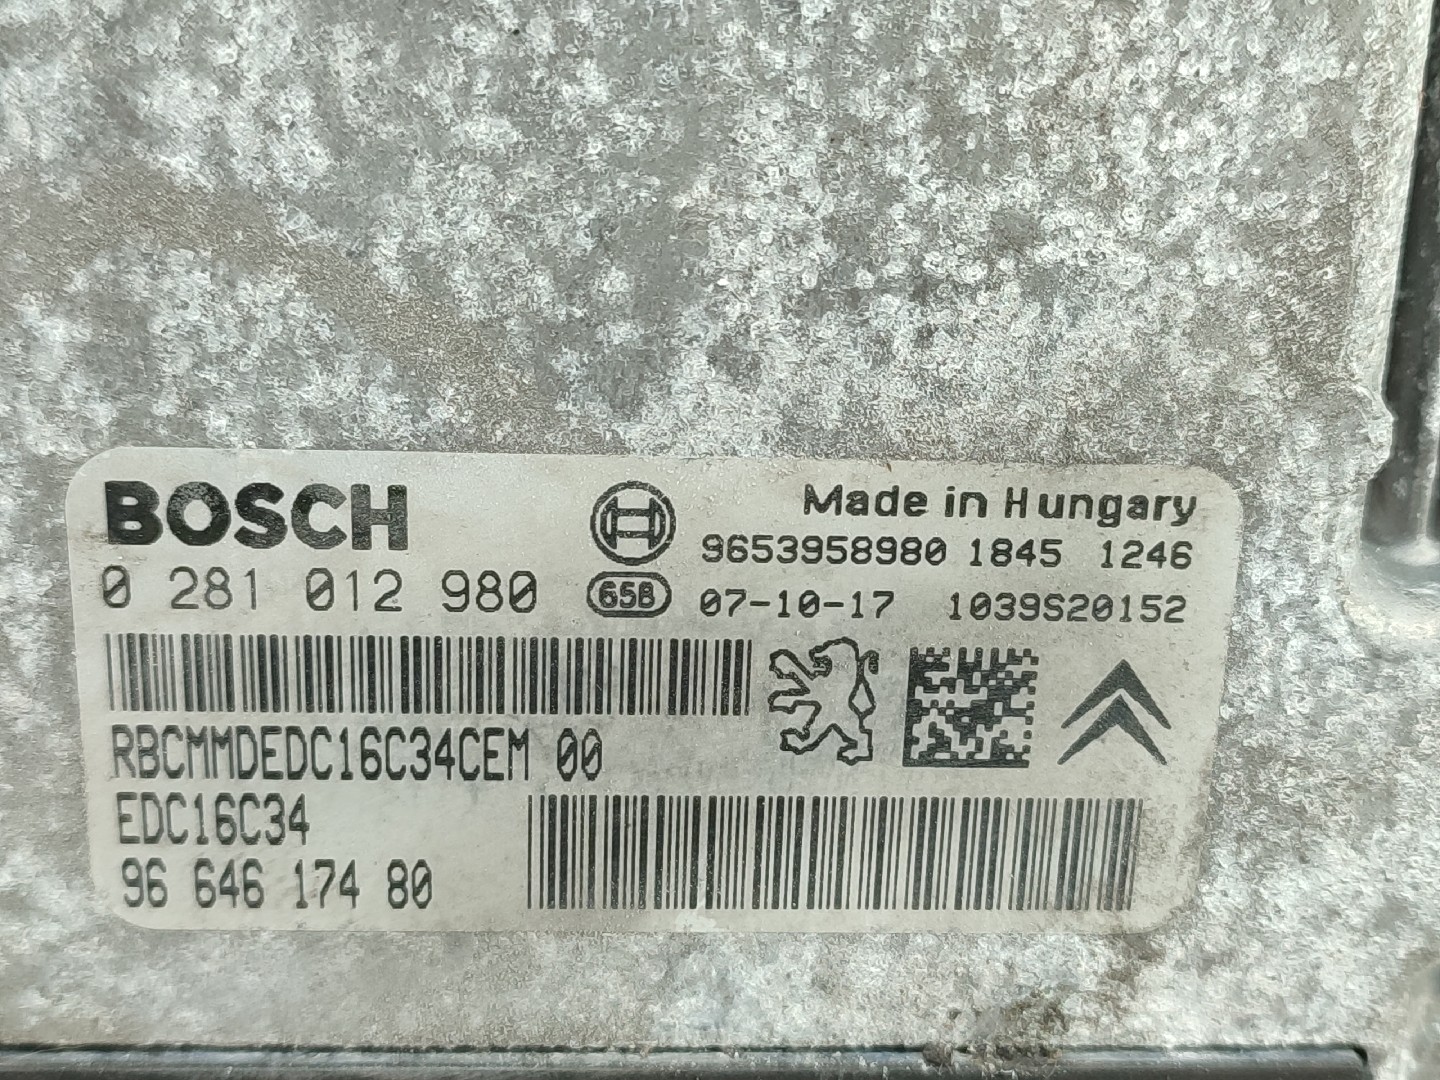 BOSCH
Made in Hungary
9653958980 1845 1246
0 281 012 980
65B
07-10-17 1039S20152
RBCMMDEDC16C34CEM 00
EDC16C34
96 646 174 80